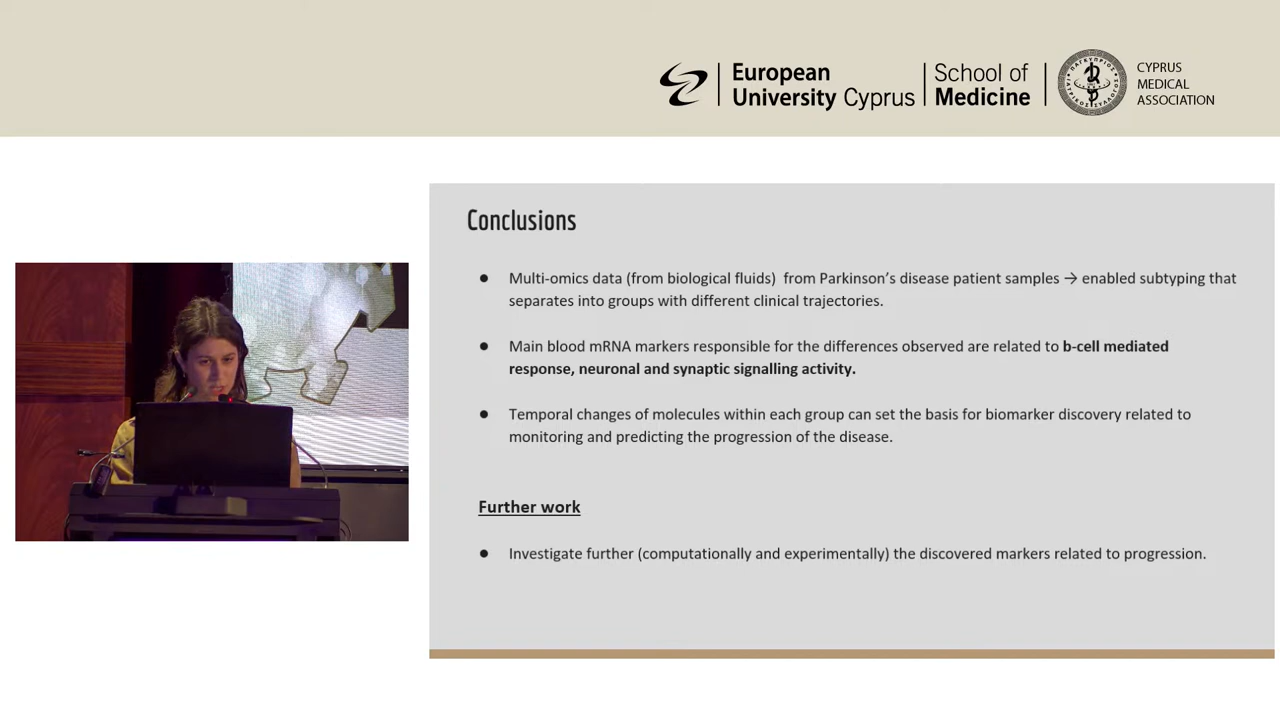 European
University Cyprus
School of
Medicine
CYPRUS
MEDICAL
ASSOCIATION
Conclusions
● Multi-omics data (from biological fluids)  from Parkinson's disease patient samples → enabled subtyping that
separates into groups with different clinical trajectories.
● Main blood mRNA markers responsible for the differences observed are related to b-cell mediated
response, neuronal and synaptic signalling activity.
● Temporal changes of molecules within each group can set the basis for biomarker discovery related to
monitoring and predicting the progression of the disease.
Further work
● Investigate further (computationally and experimentally) the discovered markers related to progression.